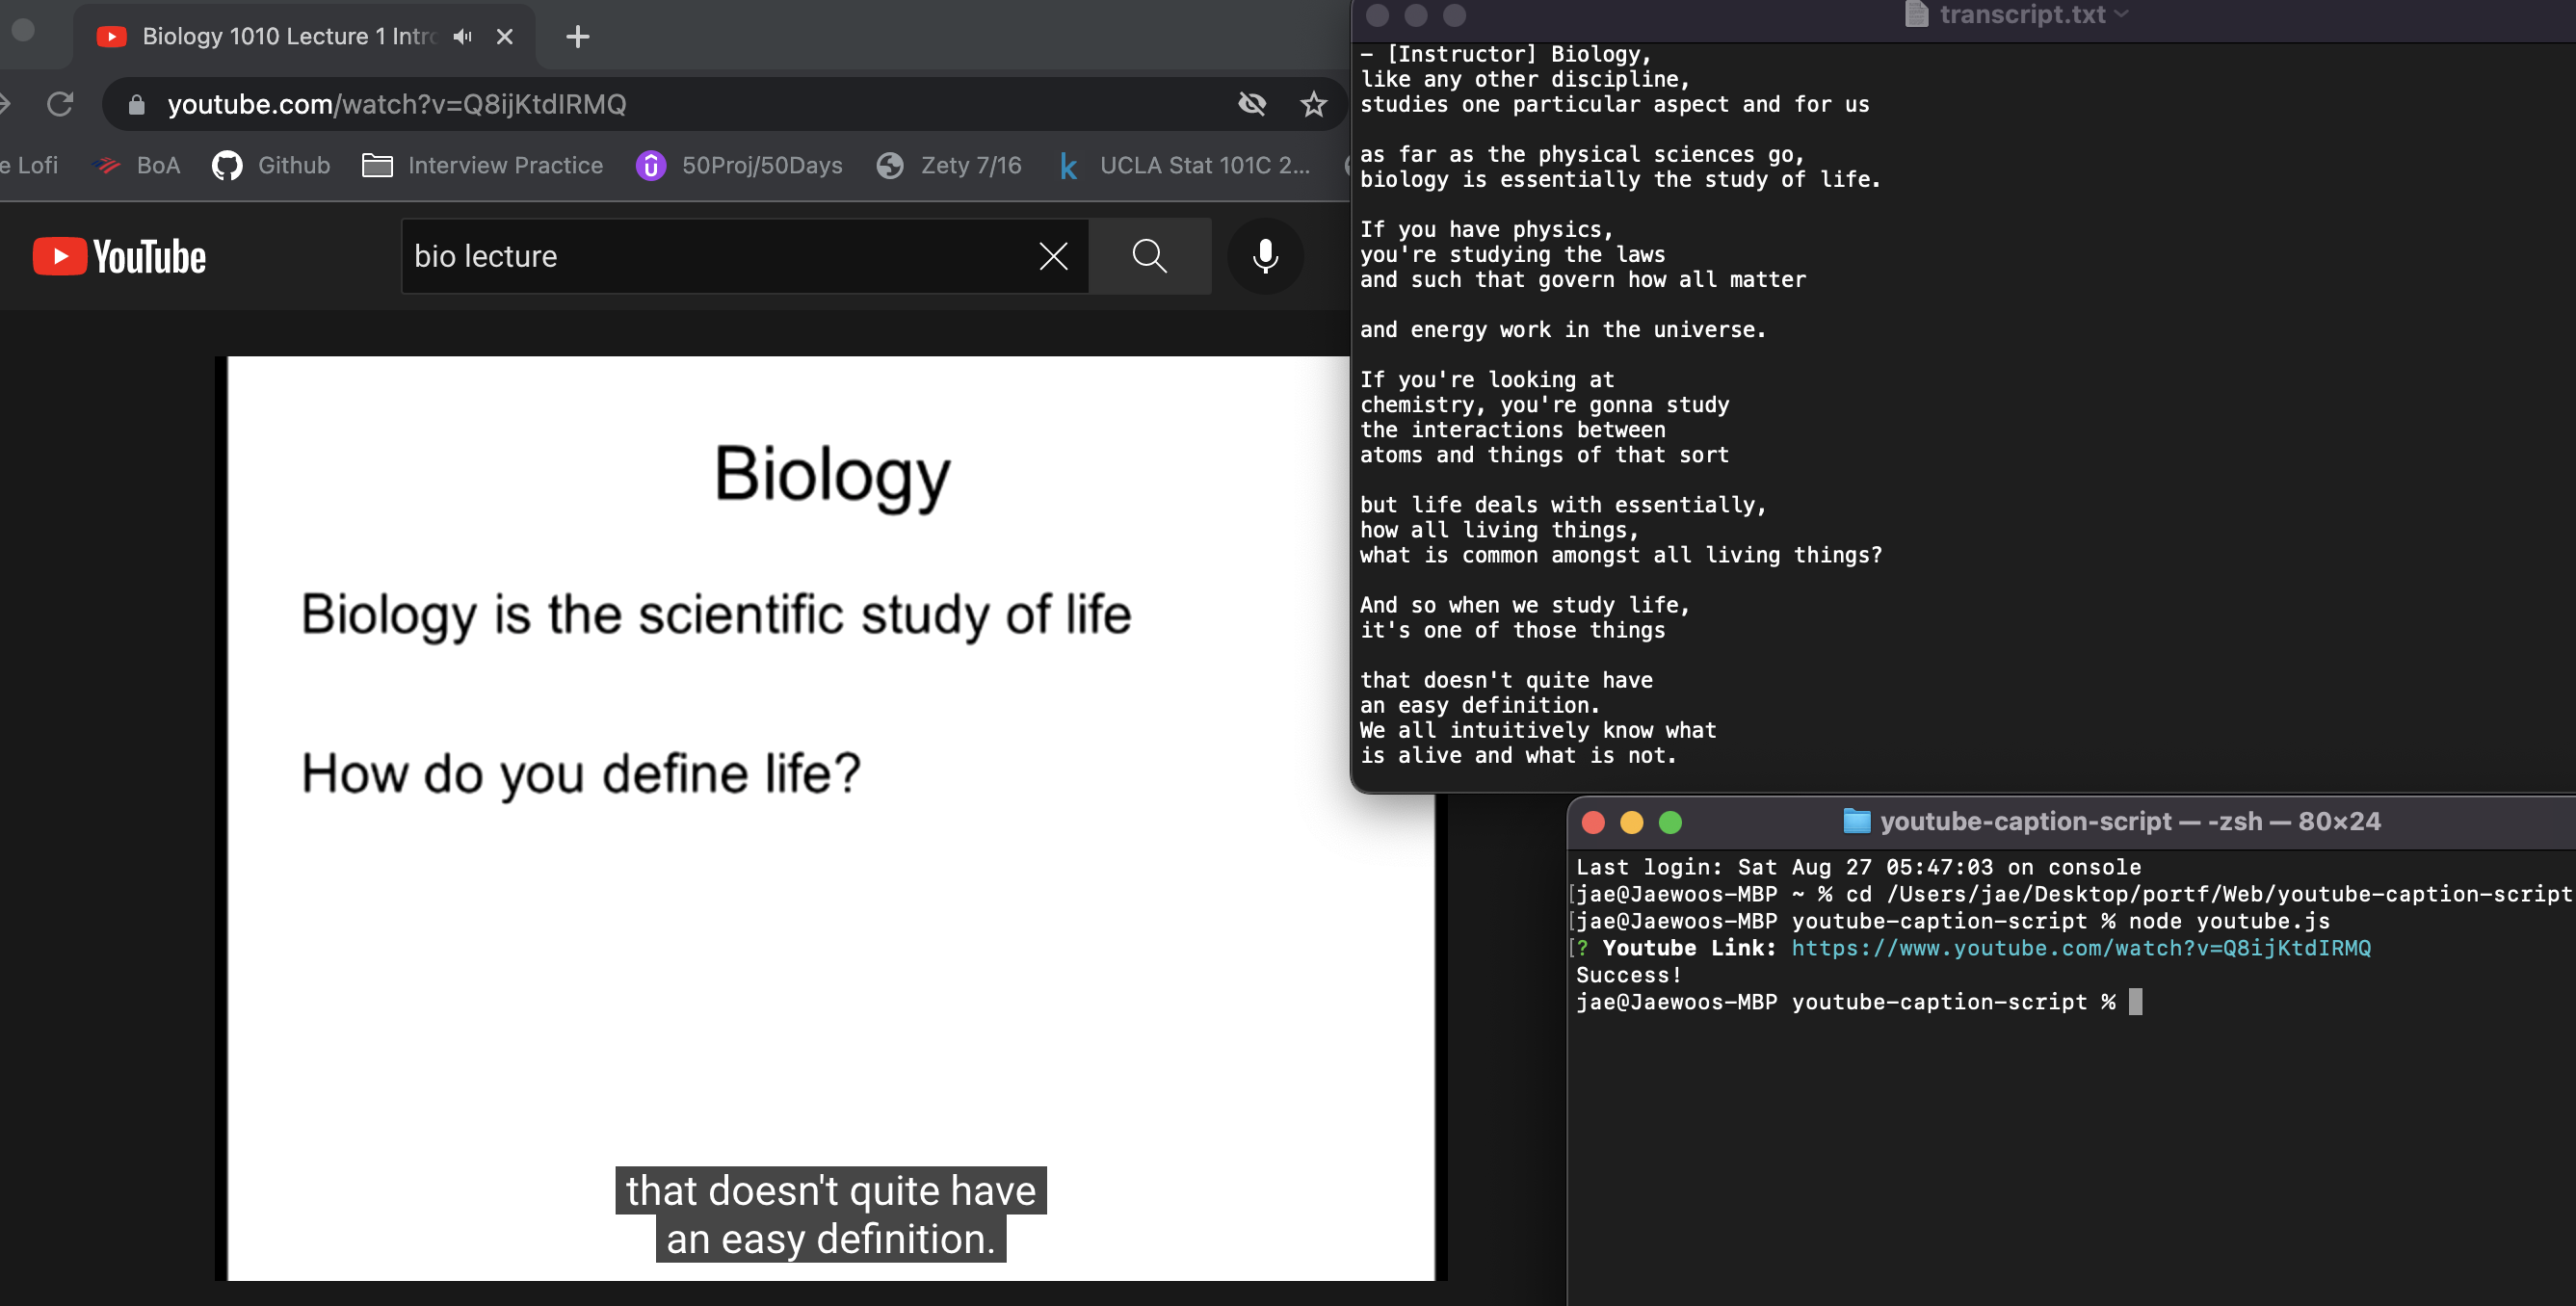 Biology 1010 Lecture 1 Intro
youtube.com/watch?v=Q8ijKtdIRMQ
e Lofi
BoA
Github
Interview Practice
50Proj/50Days
Zety 7/16
UCLA Stat 101C 2...
YouTube
bio lecture
Biology
Biology is the scientific study of life
How do you define life?
that doesn't quite have
an easy definition.
transcript.txt
– [Instructor] Biology,
like any other discipline,
studies one particular aspect and for us
as far as the physical sciences go,
biology is essentially the study of life.
If you have physics,
you're studying the laws
and such that govern how all matter
and energy work in the universe.
If you're looking at
chemistry, you're gonna study
the interactions between
atoms and things of that sort
but life deals with essentially,
how all living things,
what is common amongst all living things?
And so when we study life,
it's one of those things
that doesn't quite have
an easy definition.
We all intuitively know what
is alive and what is not.
youtube-caption-script — -zsh — 80×24
Last login: Sat Aug 27 05:47:03 on console
[jae@Jaewoos-MBP ~ % cd /Users/jae/Desktop/portf/Web/youtube-caption-script
[jae@Jaewoos-MBP youtube-caption-script % node youtube.js
[? Youtube Link: https://www.youtube.com/watch?v=Q8ijKtdIRMQ
Success!
jae@Jaewoos-MBP youtube-caption-script %